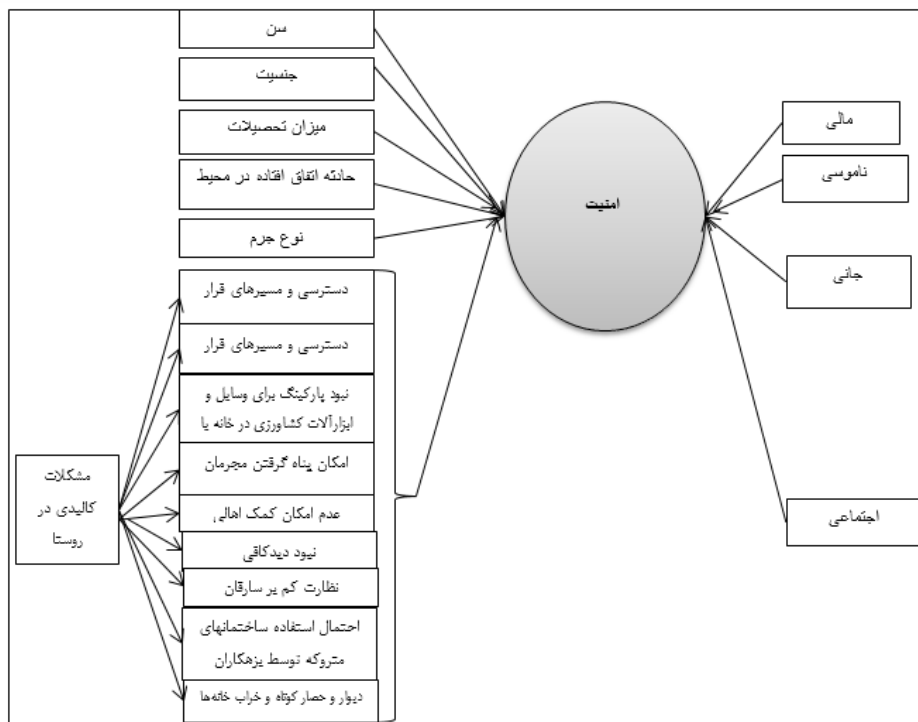 سن
جنسیت
میزان تحصیلات
حادثه اتفاق افتاده در محیط
نوع جرم
دسترسی و مسیرهای قرار
دسترسی و مسیرهای قرار
نبود پارکینگ برای وسایل و
ابزارآلات کشاورزی در خانه یا
امکان پناه گرفتن مجرمان
عدم امکان کمک اهالی
نبود دیدکافی
نظارت کم بر سارقان
احتمال استفاده ساختمانهای
متروکه توسط بزهکاران
دیوار و حصار کوتاه و خراب خانه‌ها
مشکلات
کالبدی در
روستا
امنیت
مالی
ناموسی
جانی
اجتماعی